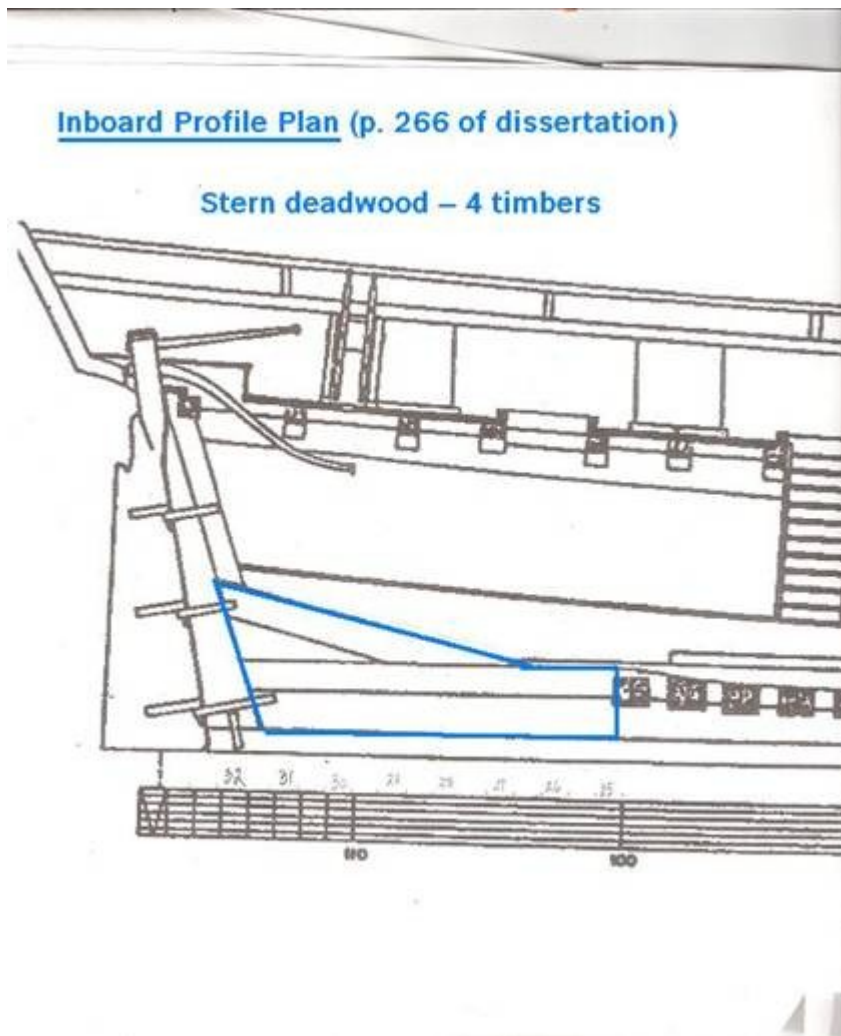 Inboard Profile Plan (p. 266 of dissertation)
Stern deadwood – 4 timbers
32 31 30 28 27 26 25
110 100